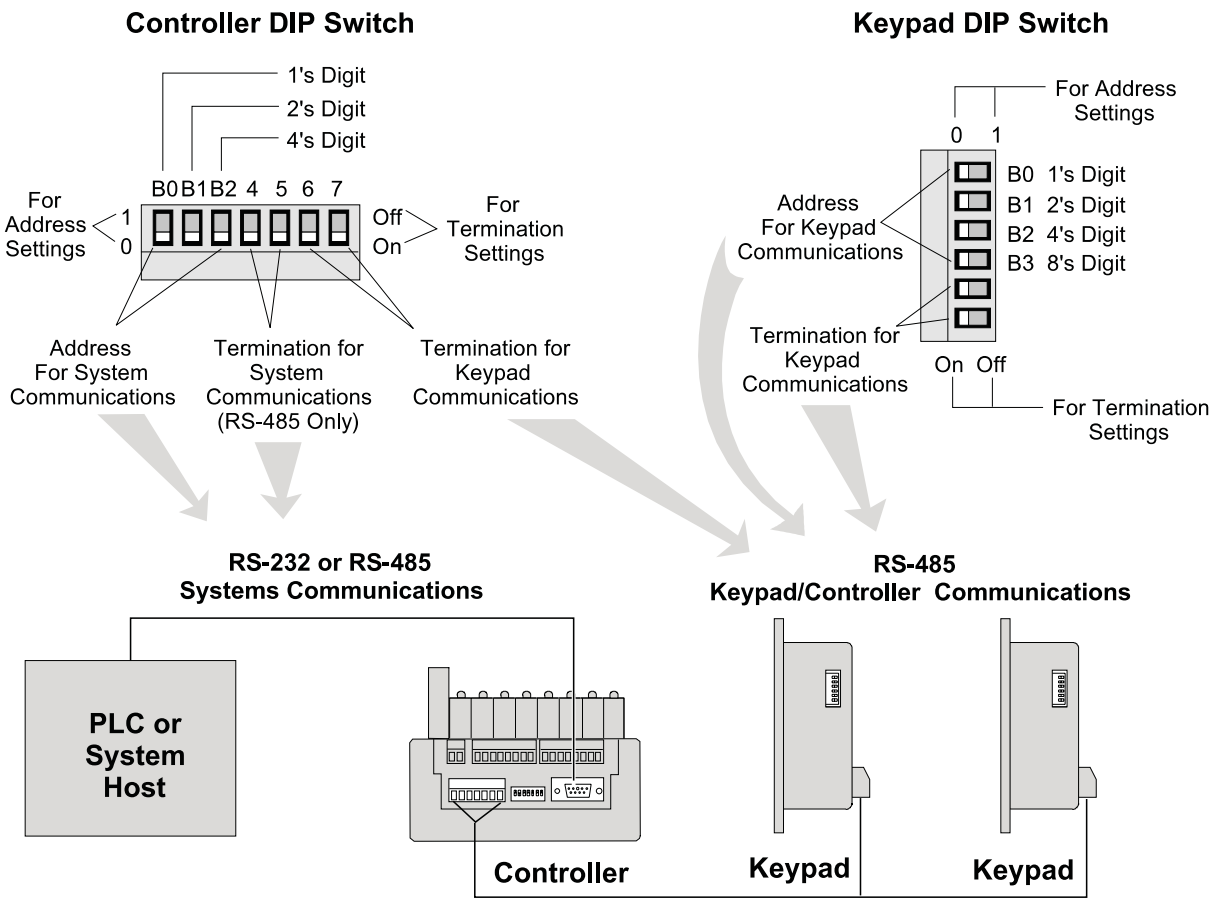 Controller DIP Switch
1's Digit
2's Digit
4's Digit
B0 B1 B2 4 5 6 7
For
Address
Settings
1
0
Off
On
For
Termination
Settings
Address
For System
Communications
Termination for
System
Communications
(RS-485 Only)
Termination for
Keypad
Communications
Keypad DIP Switch
For Address
Settings
0 1
B0 1's Digit
B1 2's Digit
B2 4's Digit
B3 8's Digit
Address
For Keypad
Communications
Termination for
Keypad
Communications
On Off
For Termination
Settings
RS-232 or RS-485
Systems Communications
RS-485
Keypad/Controller Communications
PLC or
System
Host
Controller
Keypad
Keypad